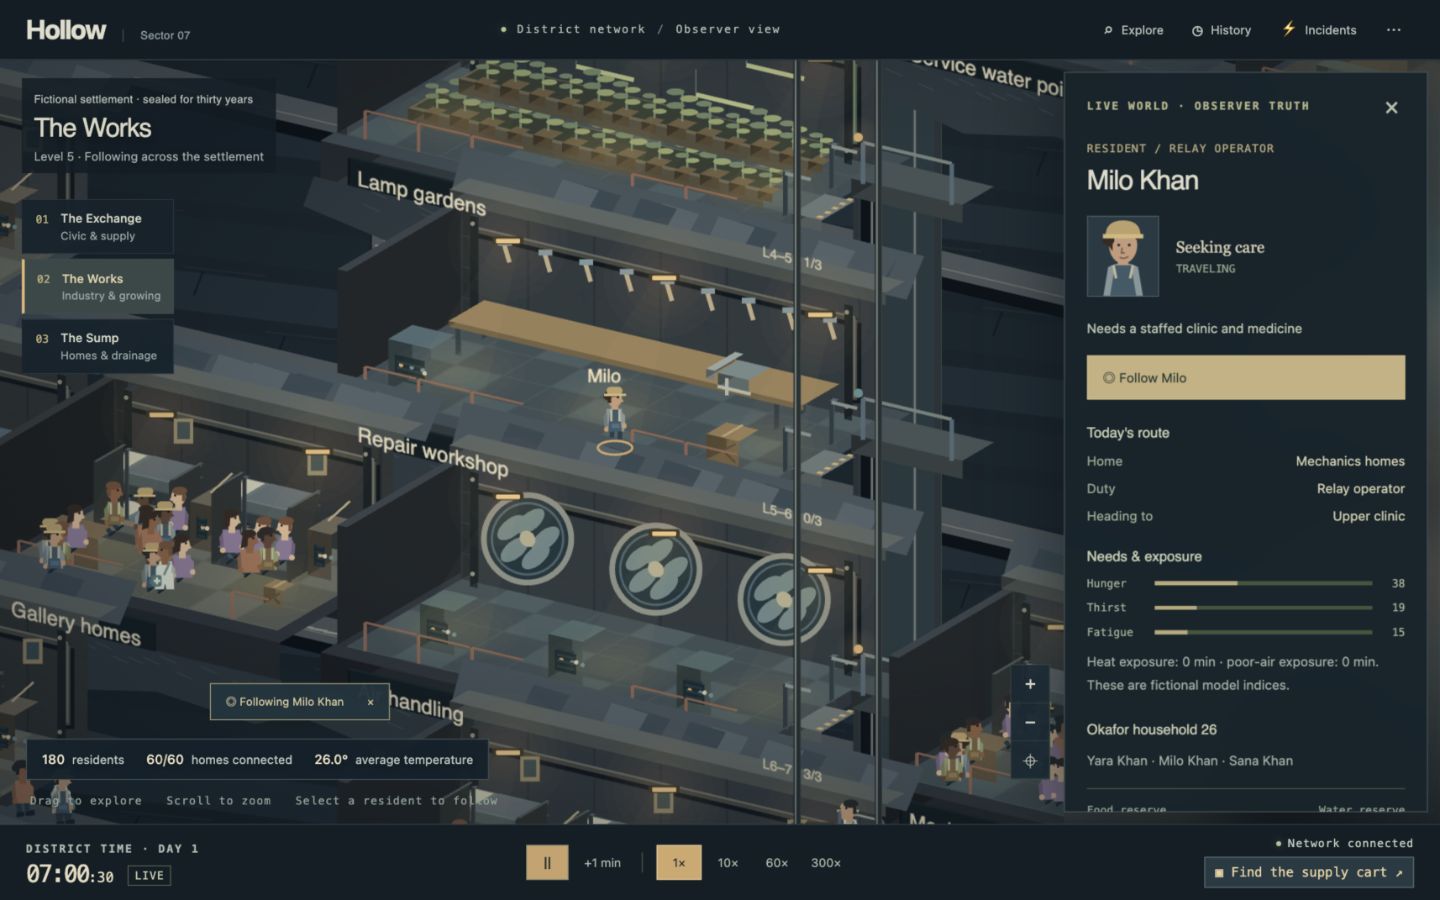 Hollow
Sector 07
District network / Observer view
Explore
History
Incidents
Fictional settlement · sealed for thirty years
The Works
Level 5 · Following across the settlement
01 The Exchange
Civic & supply
02 The Works
Industry & growing
03 The Sump
Homes & drainage
Service water poi
Lamp gardens
L4–5 1/3
Milo
Repair workshop
L5–6 0/3
Gallery homes
handling
L6–7 3/3
◎ Following Milo Khan ×
180 residents 60/60 homes connected 26.0° average temperature
Drag to explore Scroll to zoom Select a resident to follow
LIVE WORLD · OBSERVER TRUTH
RESIDENT / RELAY OPERATOR
Milo Khan
Seeking care
TRAVELING
Needs a staffed clinic and medicine
◎ Follow Milo
Today's route
Home Mechanics homes
Duty Relay operator
Heading to Upper clinic
Needs & exposure
Hunger 38
Thirst 19
Fatigue 15
Heat exposure: 0 min · poor-air exposure: 0 min.
These are fictional model indices.
Okafor household 26
Yara Khan · Milo Khan · Sana Khan
Food reserve Water reserve
DISTRICT TIME · DAY 1
07:00:30 LIVE
+1 min
1× 10× 60× 300×
Network connected
Find the supply cart ↗